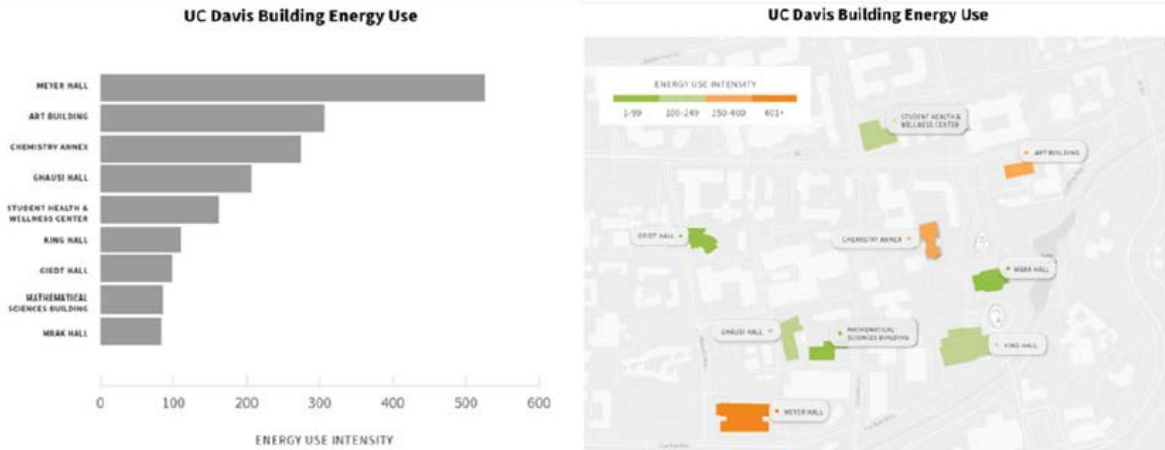 UC Davis Building Energy Use
MEYER HALL
ART BUILDING
CHEMISTRY ANNEX
GHAUSI HALL
STUDENT HEALTH &
WELLNESS CENTER
KING HALL
GIEDT HALL
MATHEMATICAL
SCIENCES BUILDING
MRAK HALL
0 100 200 300 400 500 600
ENERGY USE INTENSITY
UC Davis Building Energy Use
ENERGY USE INTENSITY
1-99 100-249 250-400 401+
STUDENT HEALTH &
WELLNESS CENTER
ART BUILDING
GIEDT HALL
CHEMISTRY ANNEX
MRAK HALL
GHAUSI HALL
MATHEMATICAL
SCIENCES BUILDING
KING HALL
MEYER HALL